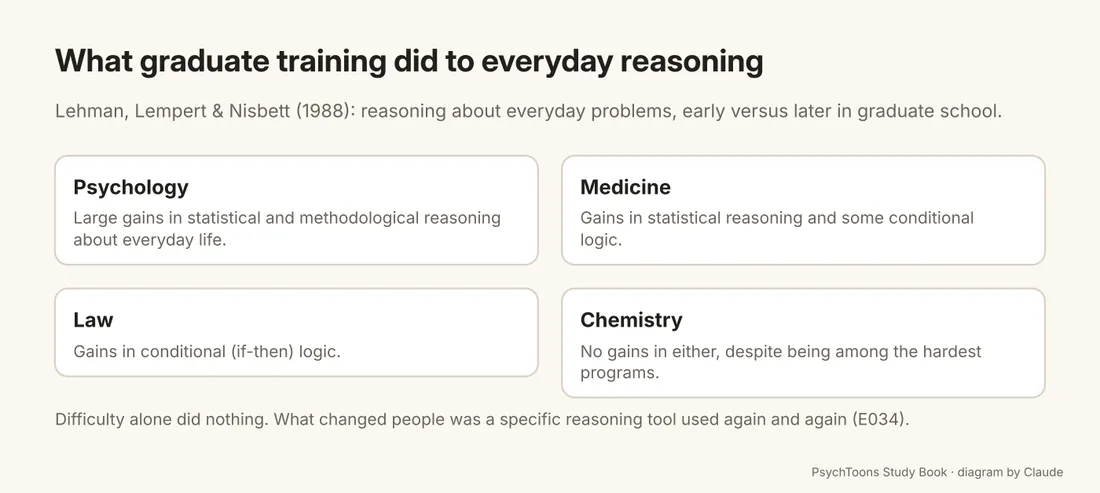 What graduate training did to everyday reasoning
Lehman, Lempert & Nisbett (1988): reasoning about everyday problems, early versus later in graduate school.
Psychology
Large gains in statistical and methodological reasoning
about everyday life.
Medicine
Gains in statistical reasoning and some conditional
logic.
Law
Gains in conditional (if-then) logic.
Chemistry
No gains in either, despite being among the hardest
programs.
Difficulty alone did nothing. What changed people was a specific reasoning tool used again and again (E034).
PsychToons Study Book · diagram by Claude